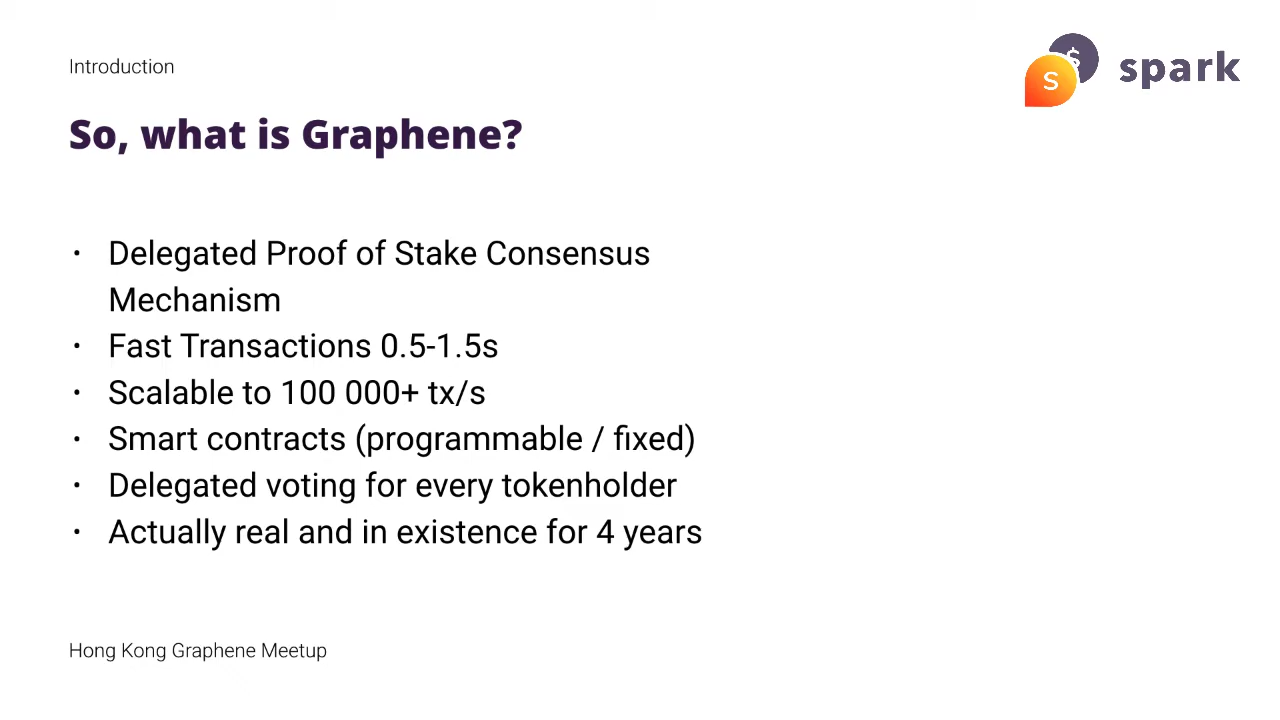 Introduction
S $ spark
So, what is Graphene?
· Delegated Proof of Stake Consensus
Mechanism
· Fast Transactions 0.5-1.5s
· Scalable to 100 000+ tx/s
· Smart contracts (programmable / fixed)
· Delegated voting for every tokenholder
· Actually real and in existence for 4 years
Hong Kong Graphene Meetup